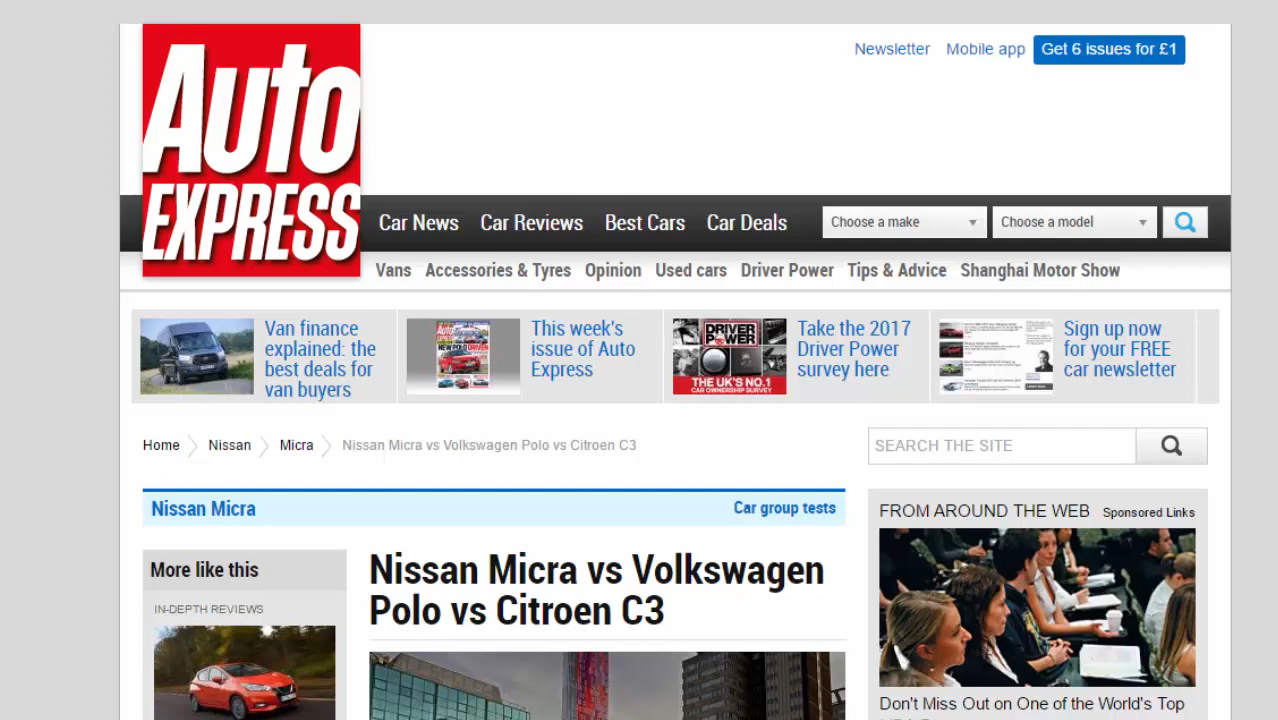 Auto
EXPRESS
Newsletter Mobile app Get 6 issues for £1
Car News Car Reviews Best Cars Car Deals Choose a make Choose a model
Vans Accessories & Tyres Opinion Used cars Driver Power Tips & Advice Shanghai Motor Show
Van finance
explained: the
best deals for
van buyers
This week's
issue of Auto
Express
DRIVER
POWER
THE UK'S NO.1
CAR OWNERSHIP SURVEY
Take the 2017
Driver Power
survey here
Sign up now
for your FREE
car newsletter
Home Nissan Micra Nissan Micra vs Volkswagen Polo vs Citroen C3
SEARCH THE SITE
Nissan Micra Car group tests
More like this
IN-DEPTH REVIEWS
Nissan Micra vs Volkswagen
Polo vs Citroen C3
FROM AROUND THE WEB Sponsored Links
Don't Miss Out on One of the World's Top